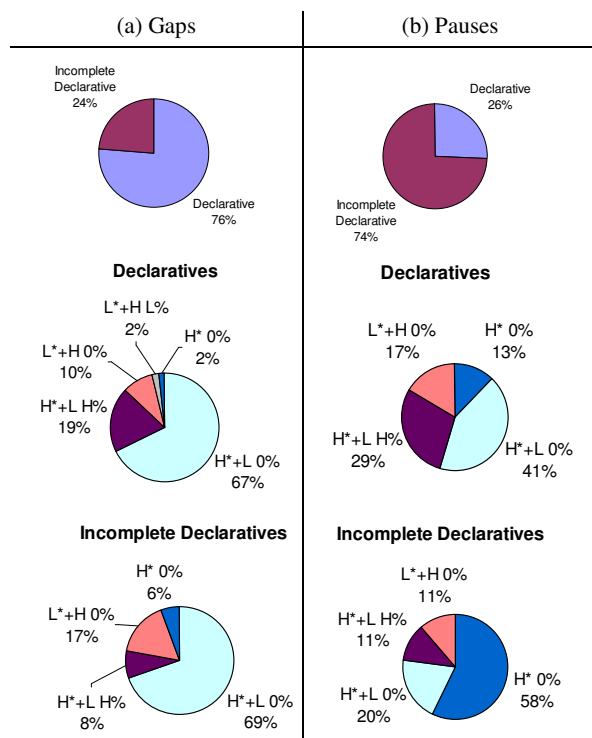 (a) Gaps
(b) Pauses
Incomplete
Declarative
24%
Declarative
76%
Declarative
26%
Incomplete
Declarative
74%
Declaratives
L*+H L%
2%
H* 0%
2%
L*+H 0%
10%
H*+L H%
19%
H*+L 0%
67%
Declaratives
L*+H 0%
17%
H* 0%
13%
H*+L H%
29%
H*+L 0%
41%
Incomplete Declaratives
H* 0%
6%
L*+H 0%
17%
H*+L H%
8%
H*+L 0%
69%
Incomplete Declaratives
L*+H 0%
11%
H*+L H%
11%
H*+L 0%
20%
H* 0%
58%